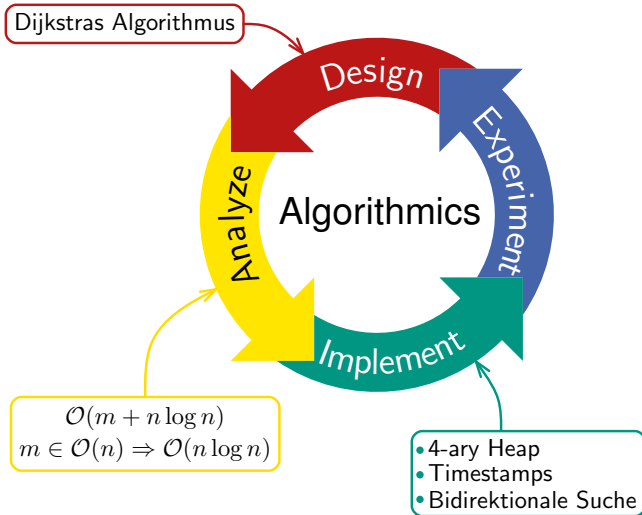 Dijkstras Algorithmus
Design
Experiment
Analyze
Algorithmics
Implement
𝒪(m + n log n)
m ∈ 𝒪(n) ⇒ 𝒪(n log n)
• 4-ary Heap
• Timestamps
• Bidirektionale Suche